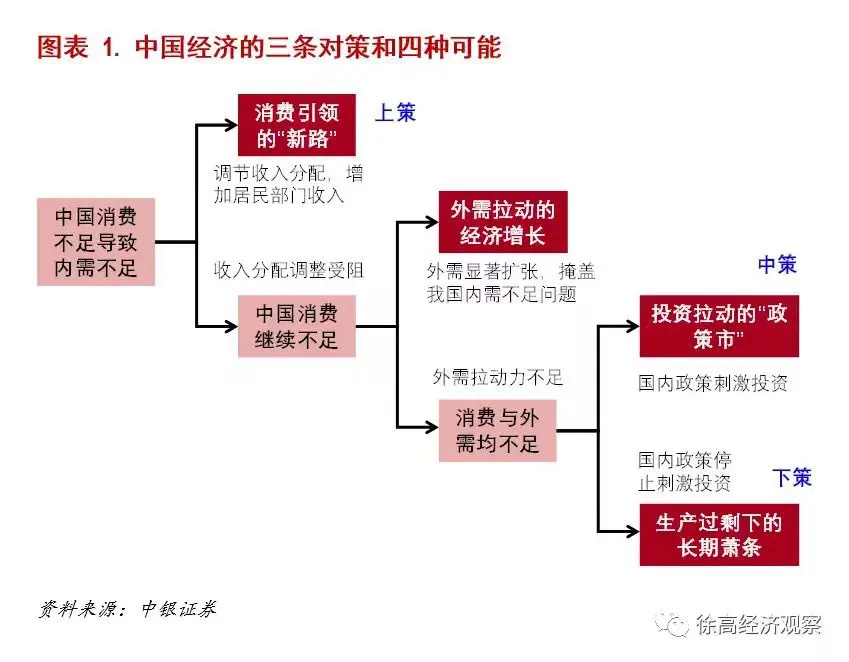 图表 1. 中国经济的三条对策和四种可能
消费引领
的“新路”
上策
调节收入分配，增
加居民部门收入
中国消费
不足导致
内需不足
收入分配调整受阻
中国消费
继续不足
外需拉动的
经济增长
外需显著扩张，掩盖
我国内需不足问题
外需拉动力不足
消费与外
需均不足
中策
投资拉动的“政
策市”
国内政策刺激投资
国内政策停
止刺激投资
下策
生产过剩下的
长期萧条
资料来源：中银证券
徐高经济观察